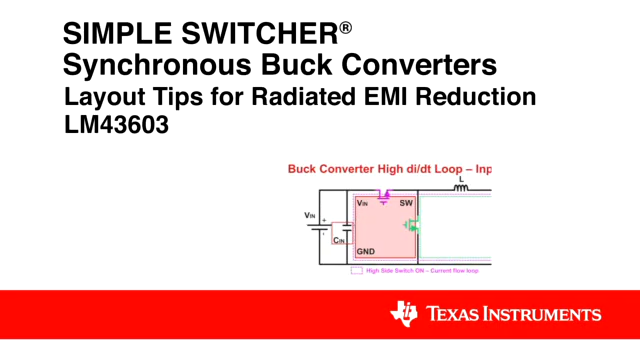 SIMPLE SWITCHER®
Synchronous Buck Converters
Layout Tips for Radiated EMI Reduction
LM43603
Buck Converter High di/dt Loop – Inp
L
VIN SW
VIN
+
-
CIN
GND
High Side Switch ON – Current flow loop
TEXAS INSTRUMENTS